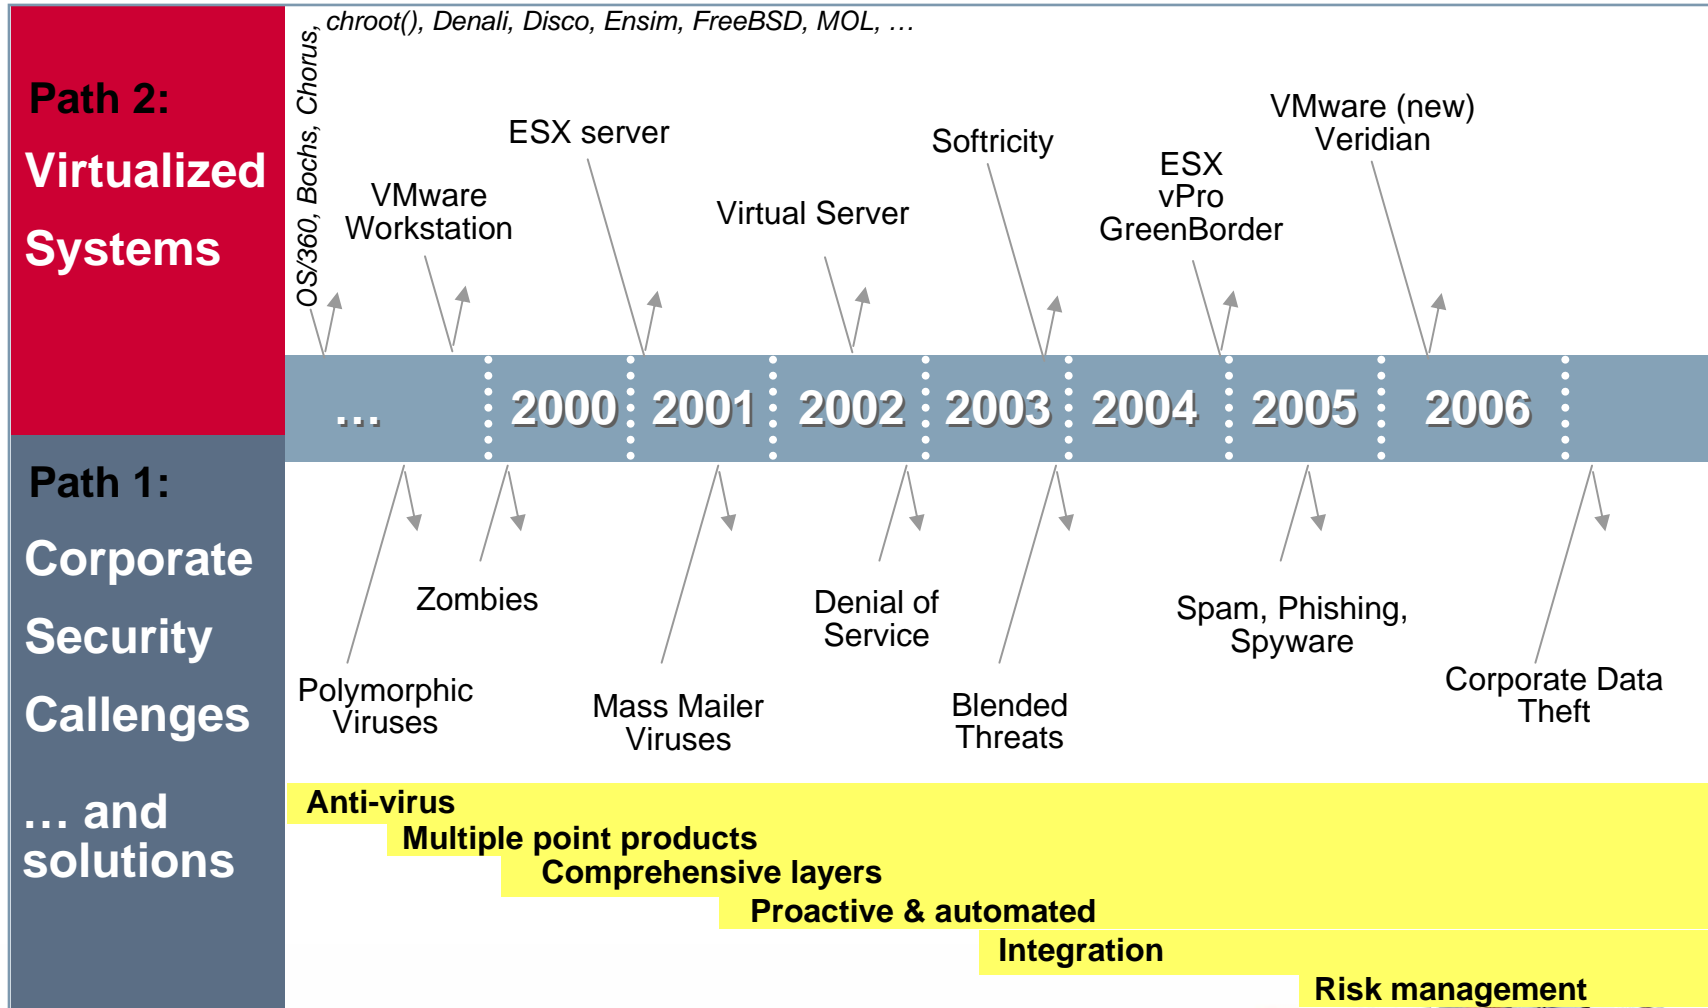 OS/360, Bochs, Chorus,
chroot(), Denali, Disco, Ensim, FreeBSD, MOL, …
Path 2:
Virtualized
Systems
VMware
Workstation
ESX server
Virtual Server
Softricity
ESX
vPro
GreenBorder
VMware (new)
Veridian
… 2000 2001 2002 2003 2004 2005 2006
Path 1:
Corporate
Security
Callenges
… and
solutions
Polymorphic
Viruses
Zombies
Mass Mailer
Viruses
Denial of
Service
Blended
Threats
Spam, Phishing,
Spyware
Corporate Data
Theft
Anti-virus
Multiple point products
Comprehensive layers
Proactive & automated
Integration
Risk management